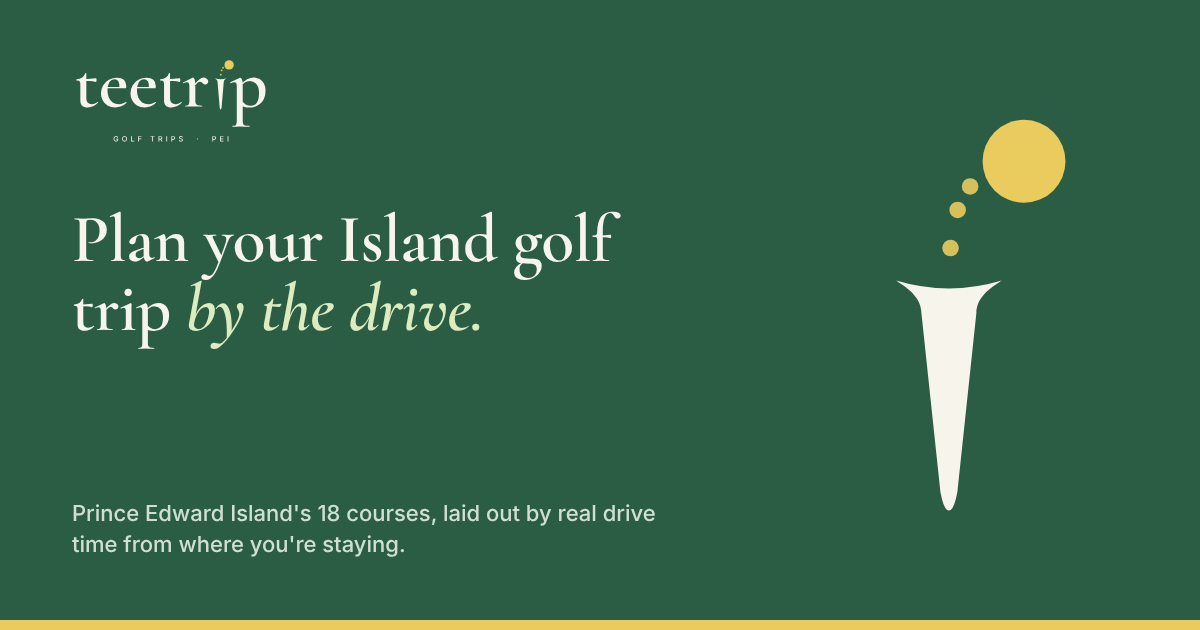 teetrip
GOLF TRIPS · PEI
Plan your Island golf
trip by the drive.
Prince Edward Island's 18 courses, laid out by real drive
time from where you're staying.